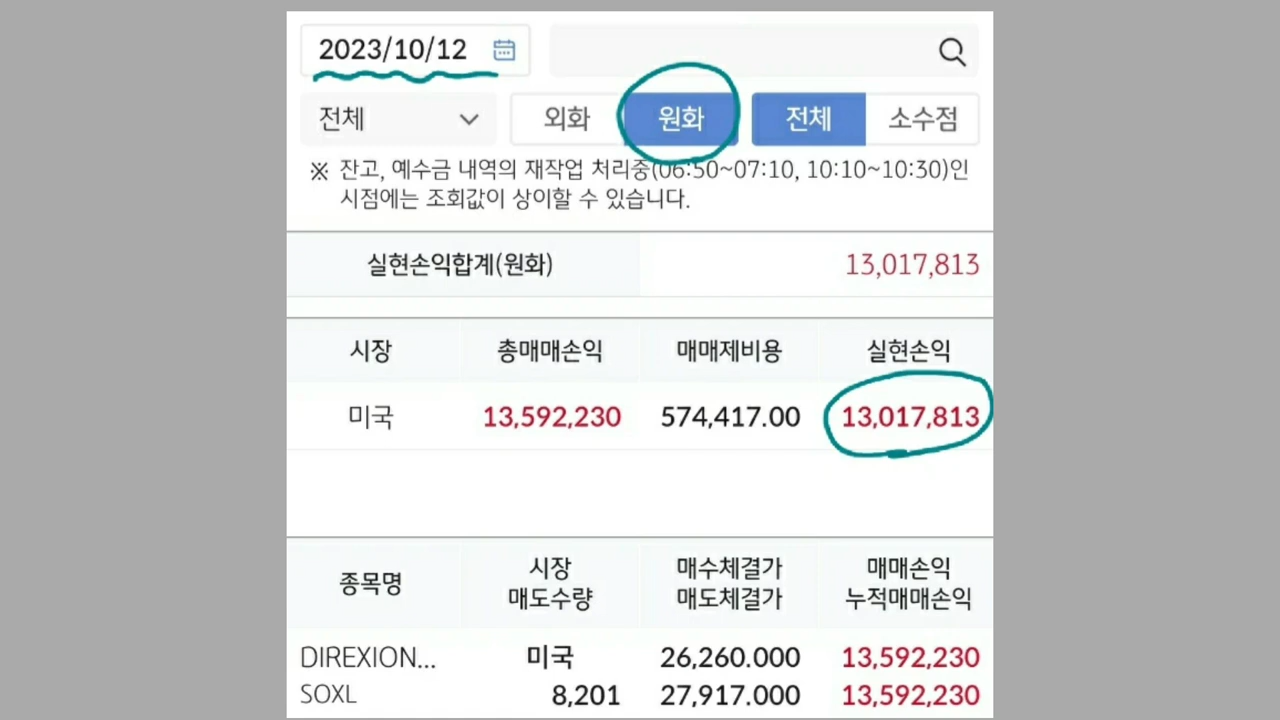 2023/10/12
전체 외화 원화 전체 소수점
※ 잔고, 예수금 내역의 재작업 처리중(06:50~07:10, 10:10~10:30)인
시점에는 조회값이 상이할 수 있습니다.
실현손익합계(원화) 13,017,813
시장 총매매손익 매매제비용 실현손익
미국 13,592,230 574,417.00 13,017,813
종목명 시장 매수체결가 매매손익
매도수량 매도체결가 누적매매손익
DIREXION... 미국 26,260.000 13,592,230
SOXL 8,201 27,917.000 13,592,230